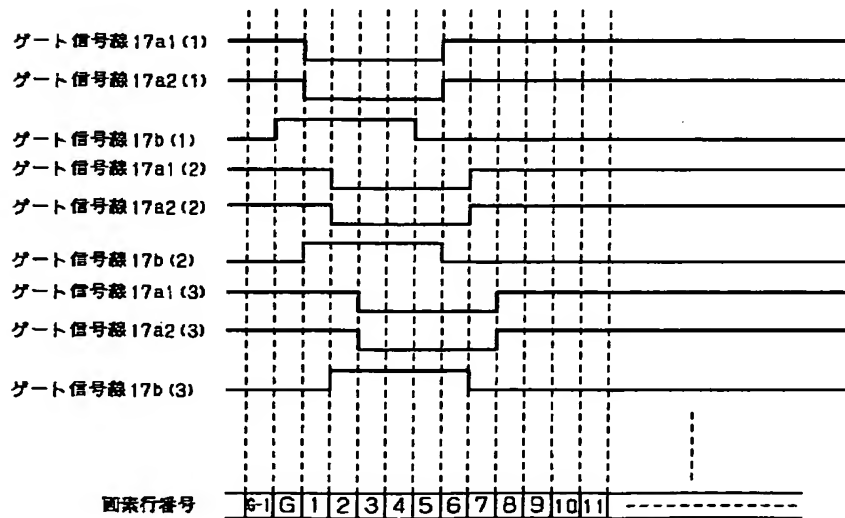 ゲート信号線17a1(1)
ゲート信号線17a2(1)
ゲート信号線17b(1)
ゲート信号線17a1(2)
ゲート信号線17a2(2)
ゲート信号線17b(2)
ゲート信号線17a1(3)
ゲート信号線17a2(3)
ゲート信号線17b(3)
画素行番号 G-1 G 1 2 3 4 5 6 7 8 9 10 11